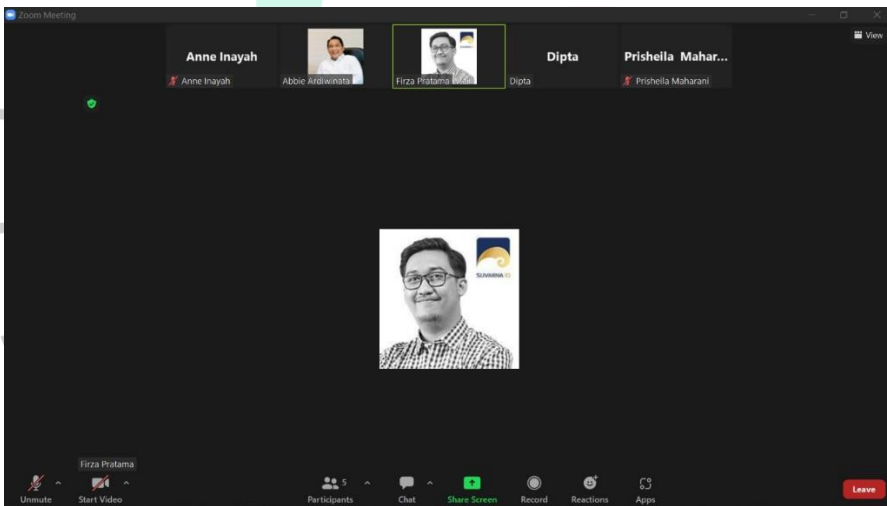 Zoom Meeting
View
Anne Inayah
Dipta
Prisheila Mahar...
Anne Inayah
Abbie Ardiwinata
Firza Pratama
Dipta
Prisheila Maharani
SUVARNA
Firza Pratama
5
Unmute
Start Video
Participants
Chat
Share Screen
Record
Reactions
Apps
Leave